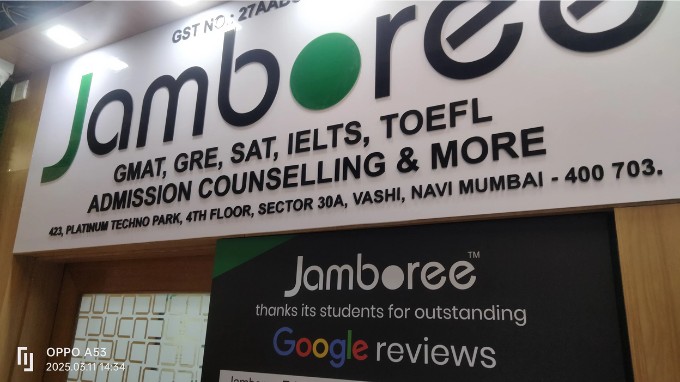 GST NO.: 27AAB
Jamboree
GMAT, GRE, SAT, IELTS, TOEFL
ADMISSION COUNSELLING & MORE
423, PLATINUM TECHNO PARK, 4TH FLOOR, SECTOR 30A, VASHI, NAVI MUMBAI - 400 703.
Jamboree™
thanks its students for outstanding
Google reviews
OPPO A53
2025.03.11 14:34